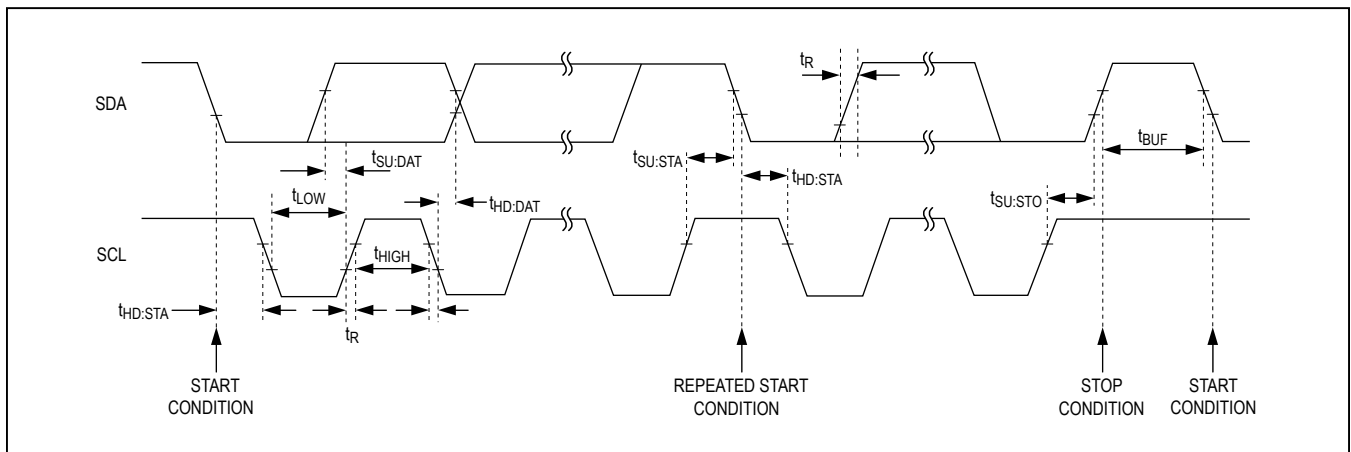 tR
SDA
tSU:DAT
tSU:STA
tBUF
tHD:STA
tLOW
tHD:DAT
tSU:STO
SCL
tHIGH
tHD:STA
tR
START
CONDITION
REPEATED START
CONDITION
STOP
CONDITION
START
CONDITION